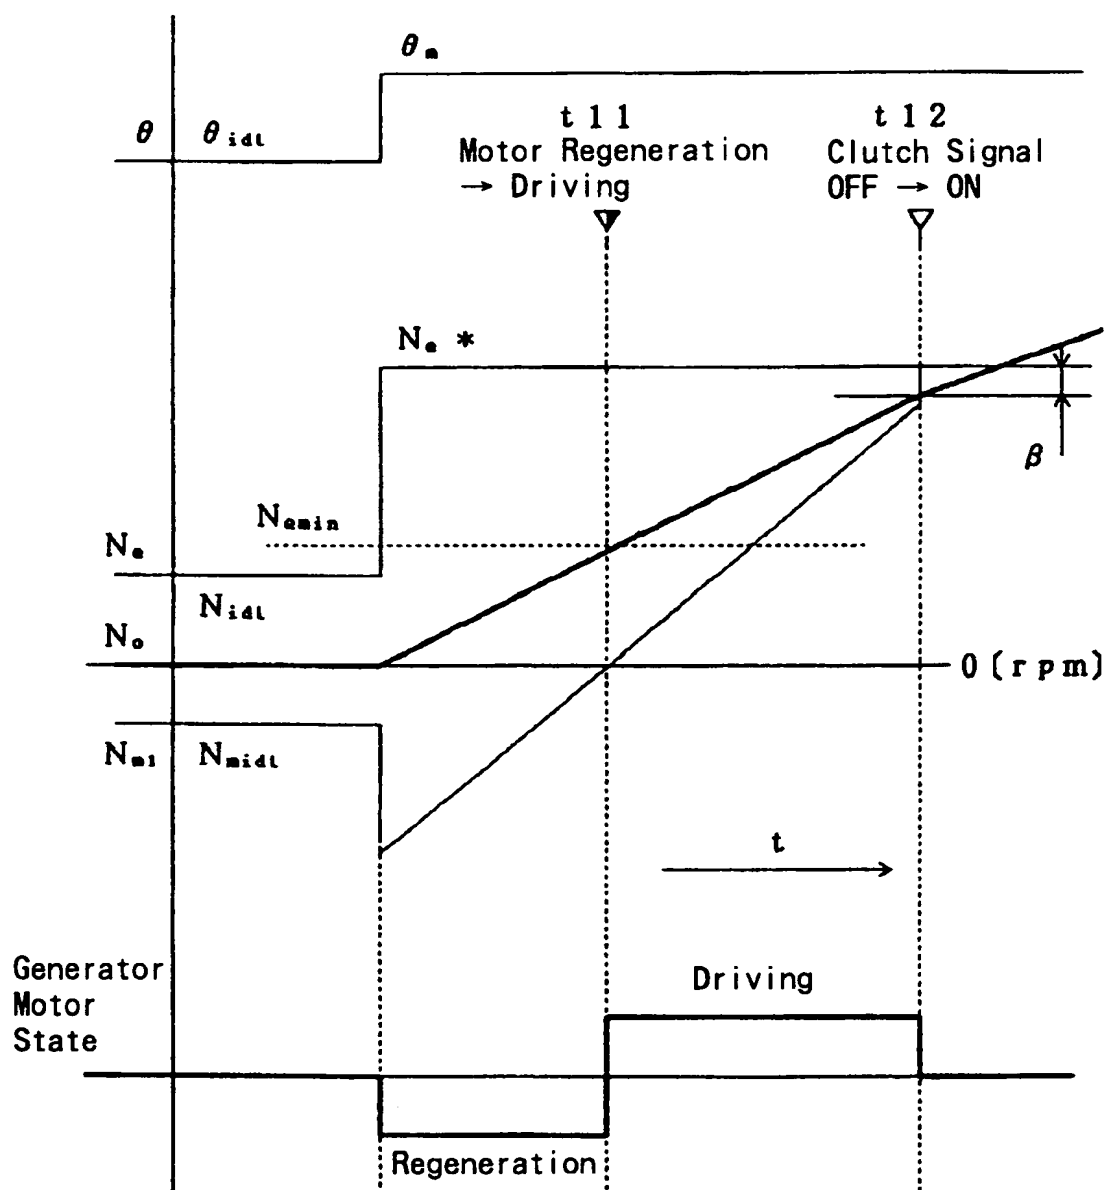 θm
θ θidl
t11
Motor Regeneration
→ Driving
t12
Clutch Signal
OFF → ON
Ne *
β
Nemin
Ne
Nidl
No
0 (rpm)
Nm1 Nmidl
t
Generator
Motor
State
Driving
Regeneration